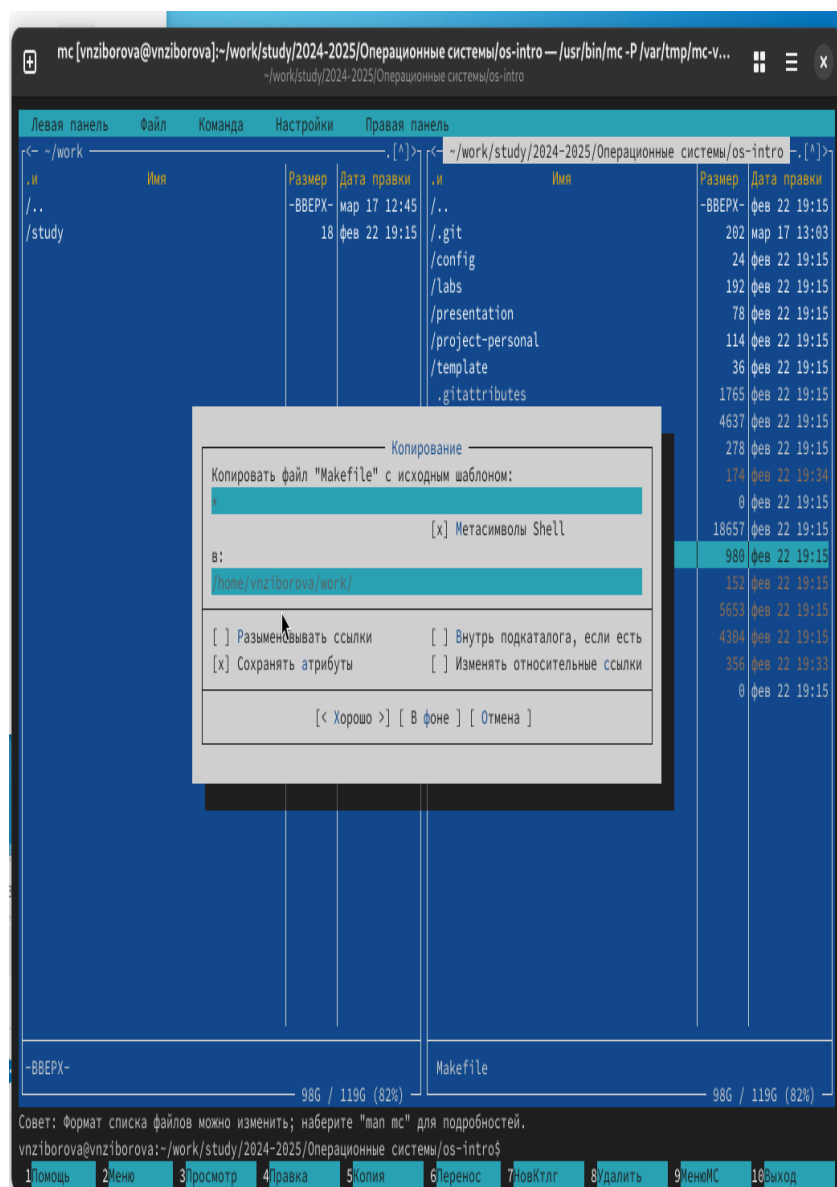 mc [vnziborova@vnziborova]:~/work/study/2024-2025/Операционные системы/os-intro — /usr/bin/mc -P /var/tmp/mc-v...
~/work/study/2024-2025/Операционные системы/os-intro
Левая панель Файл Команда Настройки Правая панель
<- ~/work .[^]> <- ~/work/study/2024-2025/Операционные системы/os-intro .[^]>
.и Имя Размер Дата правки .и Имя Размер Дата правки
/.. -ВВЕРХ- мар 17 12:45 /.. -ВВЕРХ- фев 22 19:15
/study 18 фев 22 19:15 /.git 202 мар 17 13:03
/config 24 фев 22 19:15
/labs 192 фев 22 19:15
/presentation 78 фев 22 19:15
/project-personal 114 фев 22 19:15
/template 36 фев 22 19:15
.gitattributes 1765 фев 22 19:15
4637 фев 22 19:15
Копирование 278 фев 22 19:15
Копировать файл "Makefile" с исходным шаблоном: 174 фев 22 19:34
* 0 фев 22 19:15
[x] Метасимволы Shell 18657 фев 22 19:15
в: 980 фев 22 19:15
/home/vnziborova/work/ 152 фев 22 19:15
5653 фев 22 19:15
[ ] Разыменовывать ссылки [ ] Внутрь подкаталога, если есть 4304 фев 22 19:15
[x] Сохранять атрибуты [ ] Изменять относительные ссылки 356 фев 22 19:33
0 фев 22 19:15
[< Хорошо >] [ В фоне ] [ Отмена ]
-ВВЕРХ- Makefile
98G / 119G (82%) 98G / 119G (82%)
Совет: Формат списка файлов можно изменить; наберите "man mc" для подробностей.
vnziborova@vnziborova:~/work/study/2024-2025/Операционные системы/os-intro$
1Помощь 2Меню 3Просмотр 4Правка 5Копия 6Перенос 7НовКтлг 8Удалить 9МенюМС 10Выход